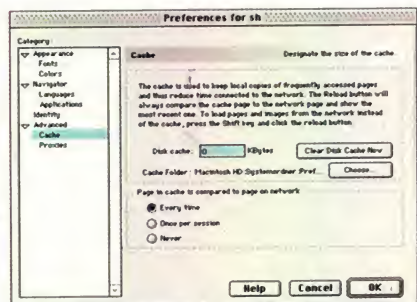 Preferences for sh
Category:
Appearance
Fonts
Colors
Navigator
Languages
Applications
Identity
Advanced
Cache
Proxies
Cache
Designate the size of the cache.
The cache is used to keep local copies of frequently accessed pages
and thus reduce time connected to the network. The Reload button will
always compare the cache page to the network page and show the
most recent one. To load pages and images from the network instead
of the cache, press the Shift key and click the reload button.
Disk cache: 0 KBytes
Clear Disk Cache Now
Cache Folder: Macintosh HD:Systemordner:Pref...
Choose...
Page in cache is compared to page on network
Every time
Once per session
Never
Help
Cancel
OK